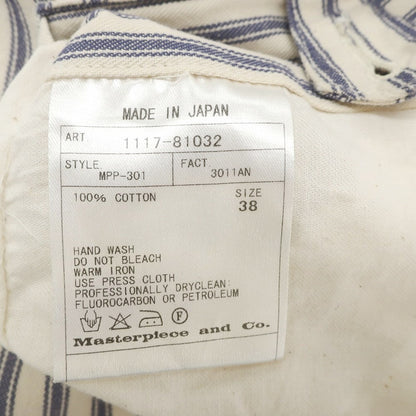 MADE IN JAPAN
ART 1117-81032
STYLE MPP-301 FACT 3011AN
100% COTTON SIZE 38
HAND WASH
DO NOT BLEACH
WARM IRON
USE PRESS CLOTH
PROFESSIONALLY DRYCLEAN:
FLUOROCARBON OR PETROLEUM
F
Masterpiece and Co.